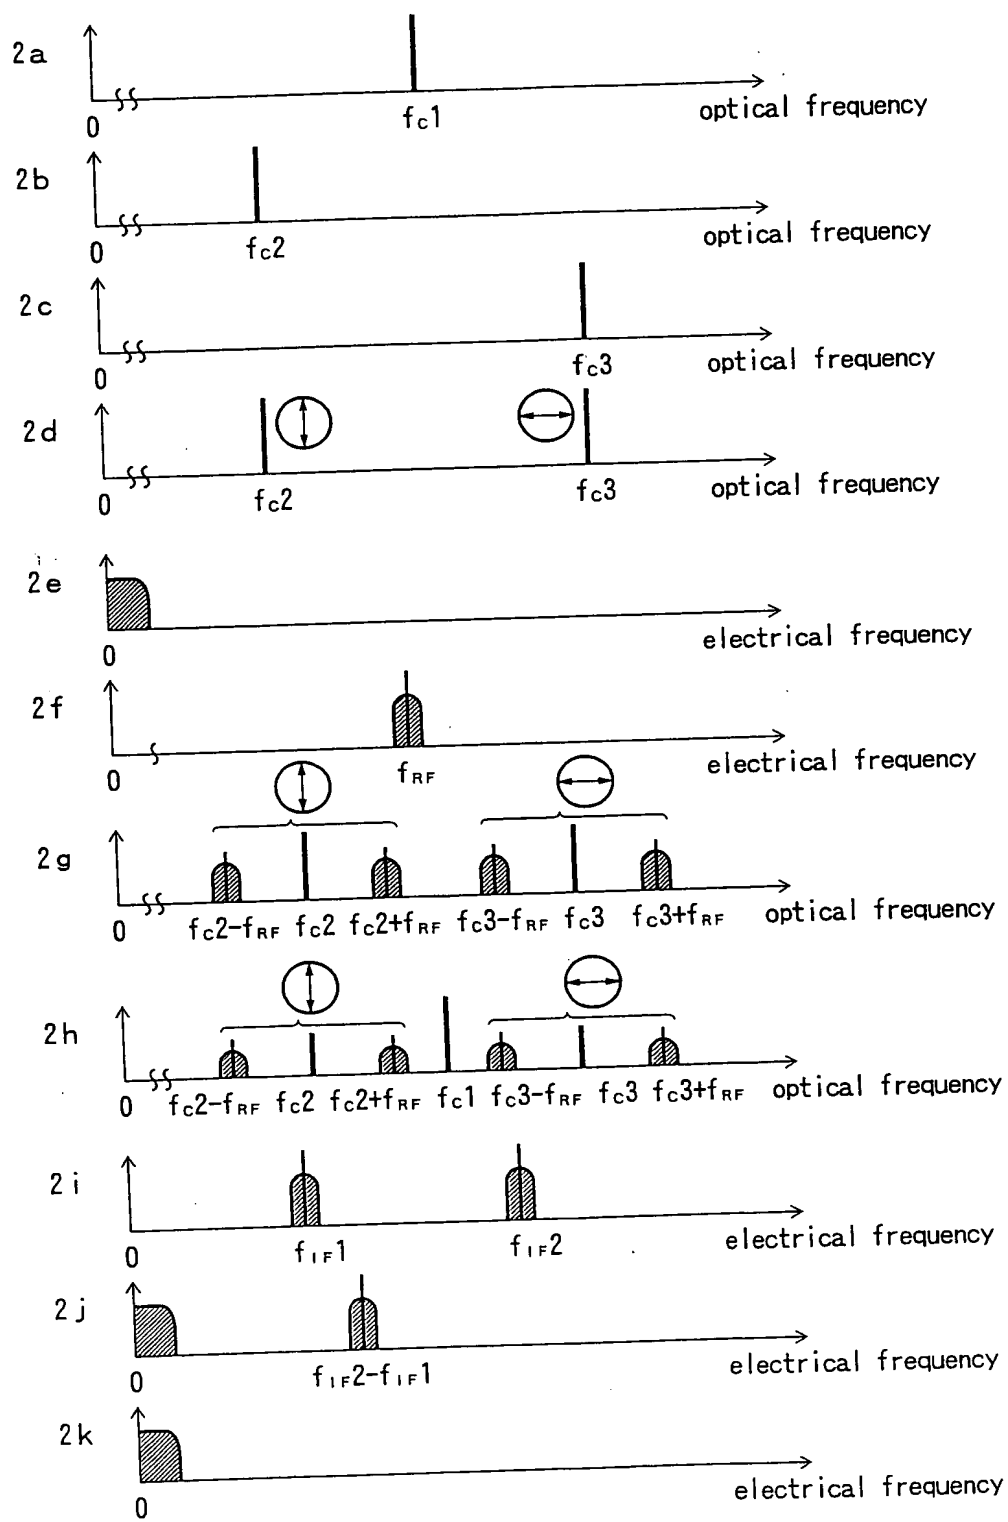 2a
0
fc1
optical frequency
2b
0
fc2
optical frequency
2c
0
fc3
optical frequency
2d
0
fc2
fc3
optical frequency
2e
0
electrical frequency
2f
0
fRF
electrical frequency
2g
0
fc2-fRF fc2 fc2+fRF fc3-fRF fc3 fc3+fRF
optical frequency
2h
0
fc2-fRF fc2 fc2+fRF fc1 fc3-fRF fc3 fc3+fRF
optical frequency
2i
0
fIF1
fIF2
electrical frequency
2j
0
fIF2-fIF1
electrical frequency
2k
0
electrical frequency